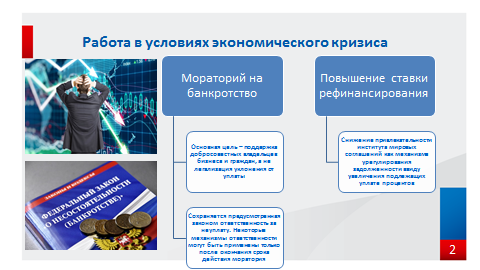 Работа в условиях экономического кризиса
Мораторий на
банкротство
Повышение ставки
рефинансирования
Основная цель – поддержка
добросовестных владельцев
бизнеса и граждан, а не
легализация уклонения от
уплаты
Снижение привлекательности
института мировых
соглашений как механизма
урегулирования
задолженности ввиду
увеличения подлежащих
уплате процентов
ФЕДЕРАЛЬНЫЙ ЗАКОН
О НЕСОСТОЯТЕЛЬНОСТИ
(БАНКРОТСТВЕ)
Сохраняется предусмотренная
законом ответственность за
неуплату. Некоторые
механизмы ответственности
могут быть применены только
после окончания срока
действия моратория
2